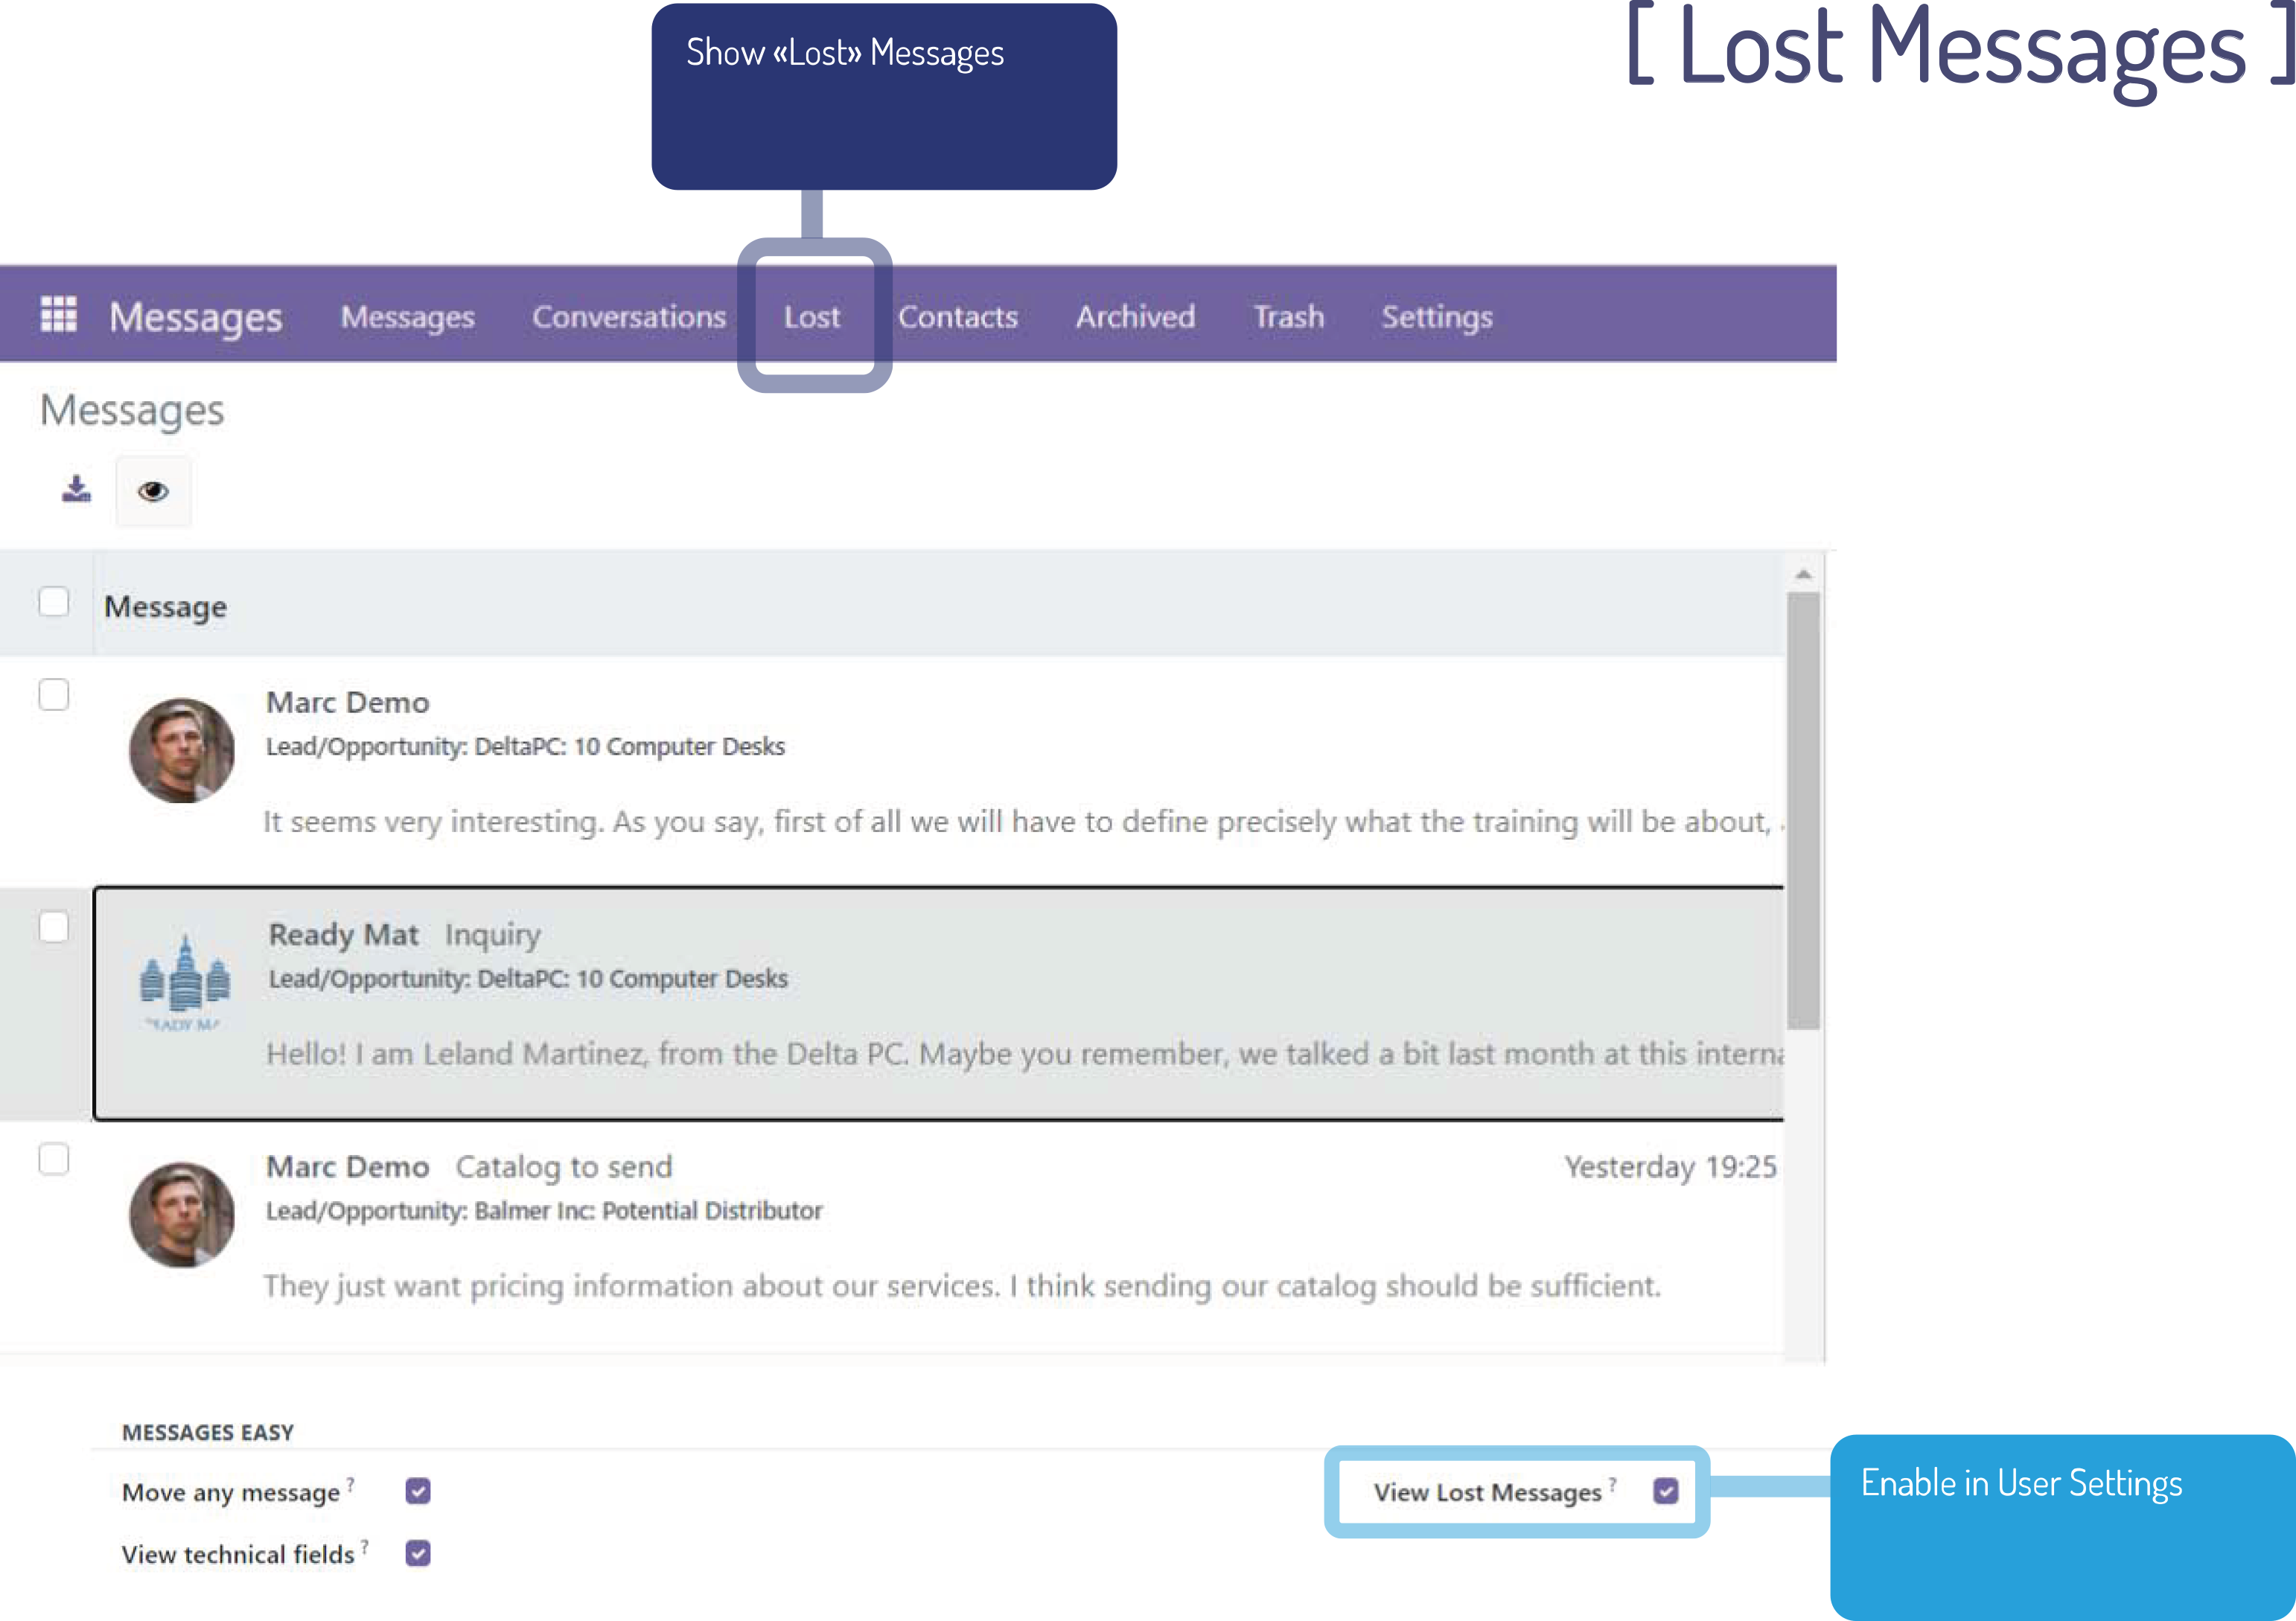 [ Lost Messages ]
Show «Lost» Messages
Messages Messages Conversations Lost Contacts Archived Trash Settings
Messages
Message
Marc Demo
Lead/Opportunity: DeltaPC: 10 Computer Desks
It seems very interesting. As you say, first of all we will have to define precisely what the training will be about,
Ready Mat Inquiry
Lead/Opportunity: DeltaPC: 10 Computer Desks
Hello! I am Leland Martinez, from the Delta PC. Maybe you remember, we talked a bit last month at this interna
Marc Demo Catalog to send Yesterday 19:25
Lead/Opportunity: Balmer Inc: Potential Distributor
They just want pricing information about our services. I think sending our catalog should be sufficient.
MESSAGES EASY
Move any message ?
View Lost Messages ?
Enable in User Settings
View technical fields ?